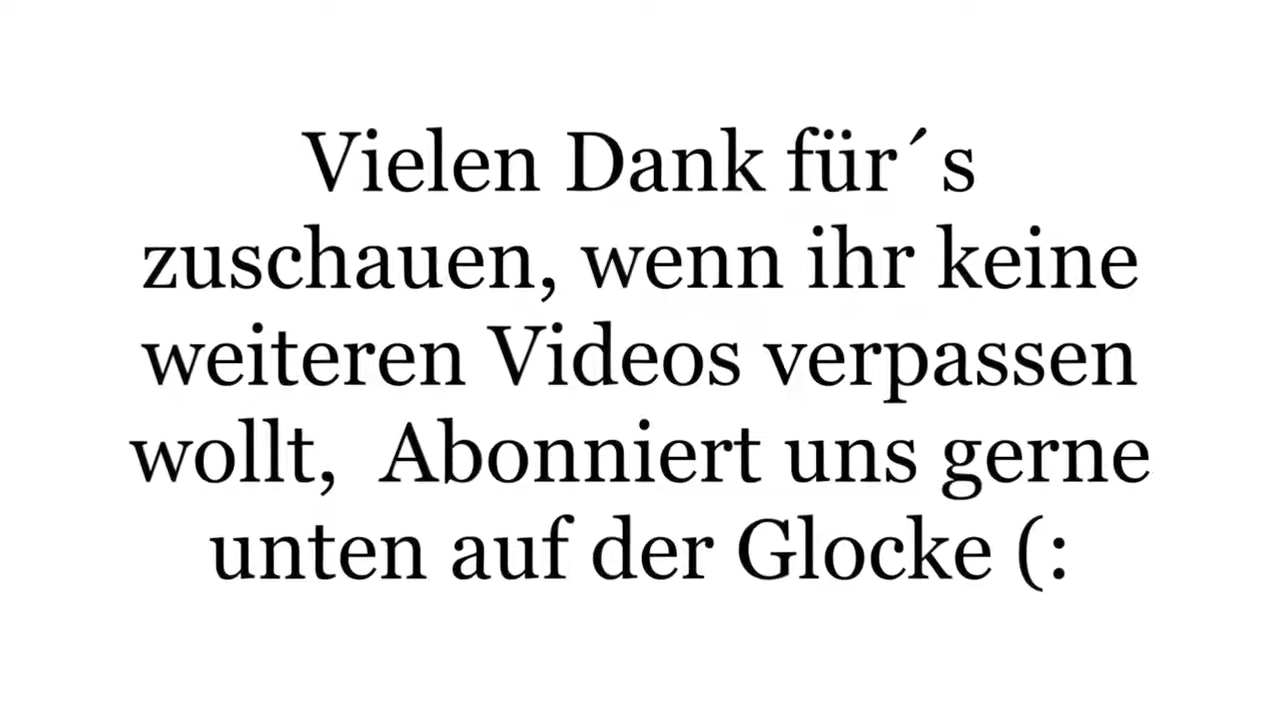 Vielen Dank für´s
zuschauen, wenn ihr keine
weiteren Videos verpassen
wollt,  Abonniert uns gerne
unten auf der Glocke (: